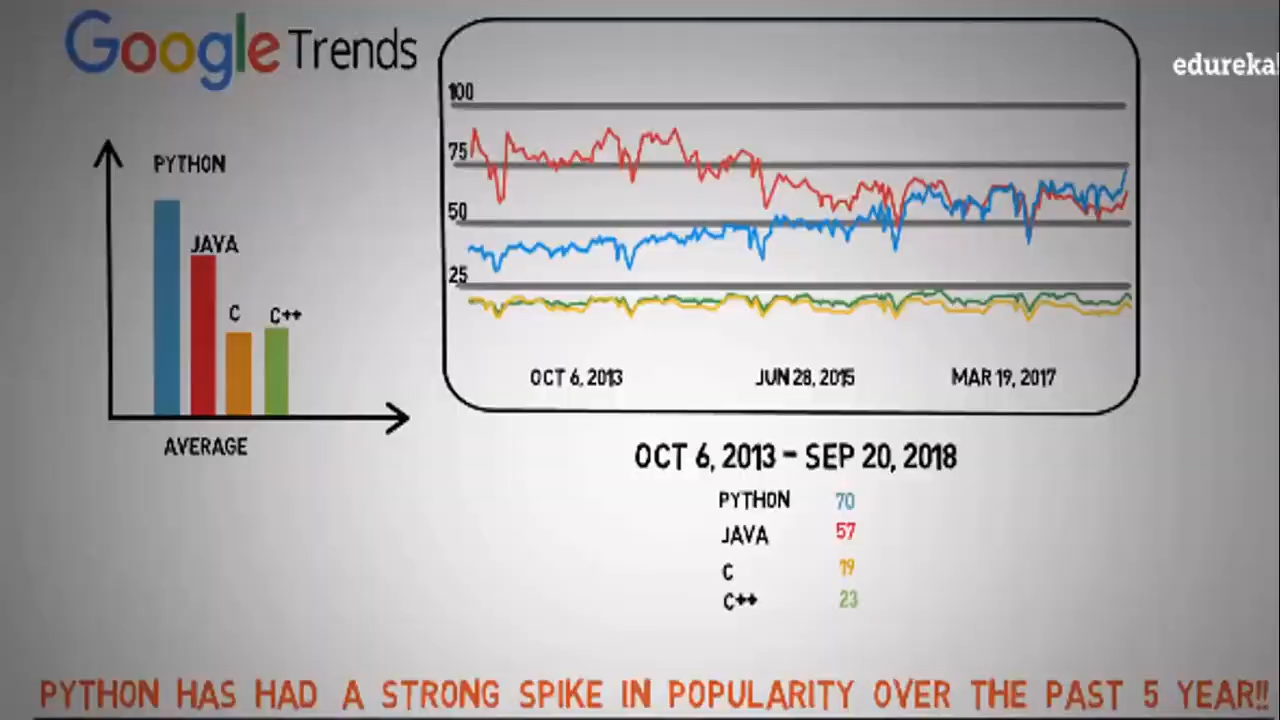 Google Trends
edureka!
PYTHON
JAVA
C
C++
AVERAGE
100
75
50
25
OCT 6, 2013
JUN 28, 2015
MAR 19, 2017
OCT 6, 2013 - SEP 20, 2018
PYTHON 70
JAVA 57
C 19
C++ 23
PYTHON HAS HAD A STRONG SPIKE IN POPULARITY OVER THE PAST 5 YEAR!!